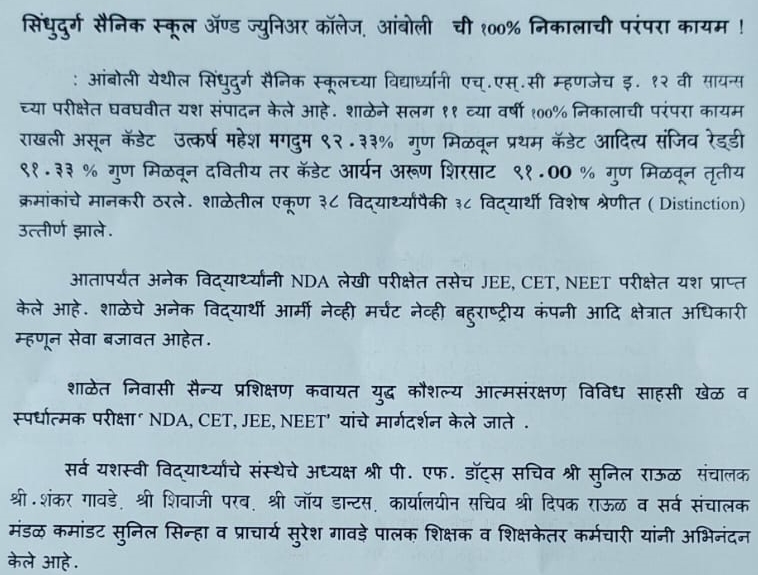 सिंधुदुर्ग सैनिक स्कूल ॲण्ड ज्युनिअर कॉलेज, आंबोली ची १००% निकालाची परंपरा कायम !
: आंबोली येथील सिंधुदुर्ग सैनिक स्कूलच्या विद्यार्थ्यांनी एच्.एस्.सी म्हणजेच इ. १२ वी सायन्स
च्या परीक्षेत घवघवीत यश संपादन केले आहे. शाळेने सलग ११ व्या वर्षी १००% निकालाची परंपरा कायम
राखली असून कॅडेट उत्कर्ष महेश मगदुम ९२.३३% गुण मिळवून प्रथम कॅडेट आदित्य संजिव रेड्डी
९१.३३ % गुण मिळवून दवितीय तर कॅडेट आर्यन अरूण शिरसाट ९१.00 % गुण मिळवून तृतीय
क्रमांकांचे मानकरी ठरले. शाळेतील एकूण ३८ विद्यार्थ्यांपैकी ३८ विद्यार्थी विशेष श्रेणीत ( Distinction)
उत्तीर्ण झाले.
आतापर्यंत अनेक विद्यार्थ्यांनी NDA लेखी परीक्षेत तसेच JEE, CET, NEET परीक्षेत यश प्राप्त
केले आहे. शाळेचे अनेक विद्यार्थी आर्मी नेव्ही मर्चंट नेव्ही बहुराष्ट्रीय कंपनी आदि क्षेत्रात अधिकारी
म्हणून सेवा बजावत आहेत.
शाळेत निवासी सैन्य प्रशिक्षण कवायत युद्ध कौशल्य आत्मसंरक्षण विविध साहसी खेळ व
स्पर्धात्मक परीक्षा‘ NDA, CET, JEE, NEET' यांचे मार्गदर्शन केले जाते .
सर्व यशस्वी विद्यार्थ्यांचे संस्थेचे अध्यक्ष श्री पी. एफ. डॉट्स सचिव श्री सुनिल राऊळ संचालक
श्री.शंकर गावडे, श्री शिवाजी परब, श्री जॉय डान्टस, कार्यालयीन सचिव श्री दिपक राऊळ व सर्व संचालक
मंडळ कमांडट सुनिल सिन्हा व प्राचार्य सुरेश गावडे पालक शिक्षक व शिक्षकेतर कर्मचारी यांनी अभिनंदन
केले आहे.